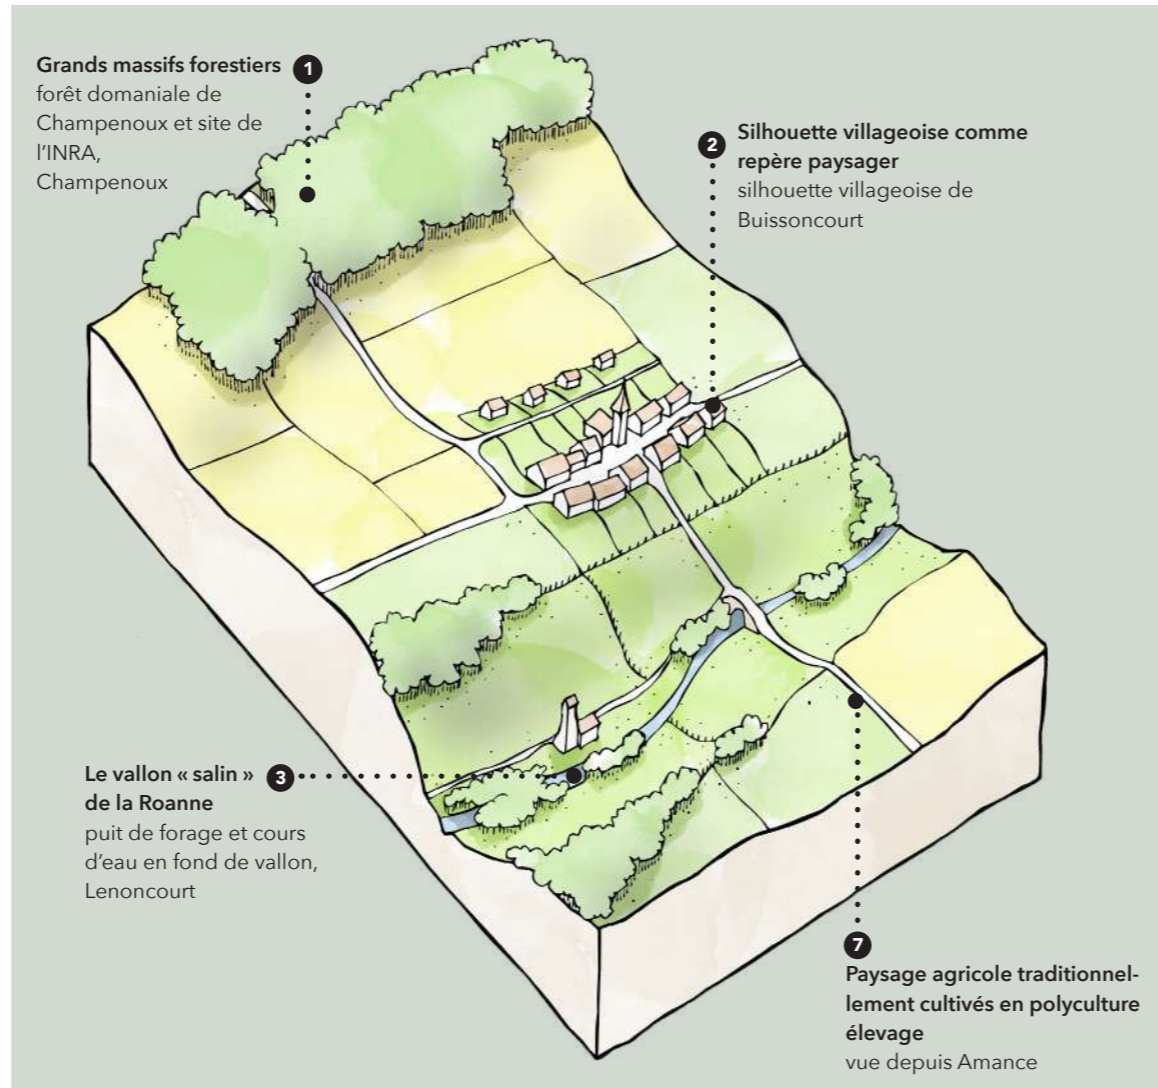 Grands massifs forestiers 1
forêt domaniale de
Champenoux et site de
l'INRA,
Champenoux
2 Silhouette villageoise comme
repère paysager
silhouette villageoise de
Buissoncourt
Le vallon « salin » 3
de la Roanne
puit de forage et cours
d'eau en fond de vallon,
Lenoncourt
7
Paysage agricole traditionnel-
lement cultivés en polyculture
élevage
vue depuis Amance